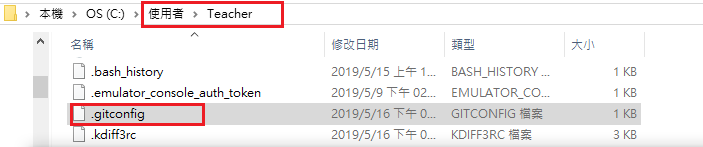 本機 > OS (C:) > 使用者 > Teacher
名稱 修改日期 類型 大小
.bash_history 2019/5/15 上午 1... BASH_HISTORY ... 1 KB
.emulator_console_auth_token 2019/5/9 下午 02... EMULATOR_CONSO... 1 KB
.gitconfig 2019/5/16 下午 0... GITCONFIG 檔案 1 KB
.kdiff3rc 2019/5/16 下午 0... KDIFF3RC 檔案 3 KB